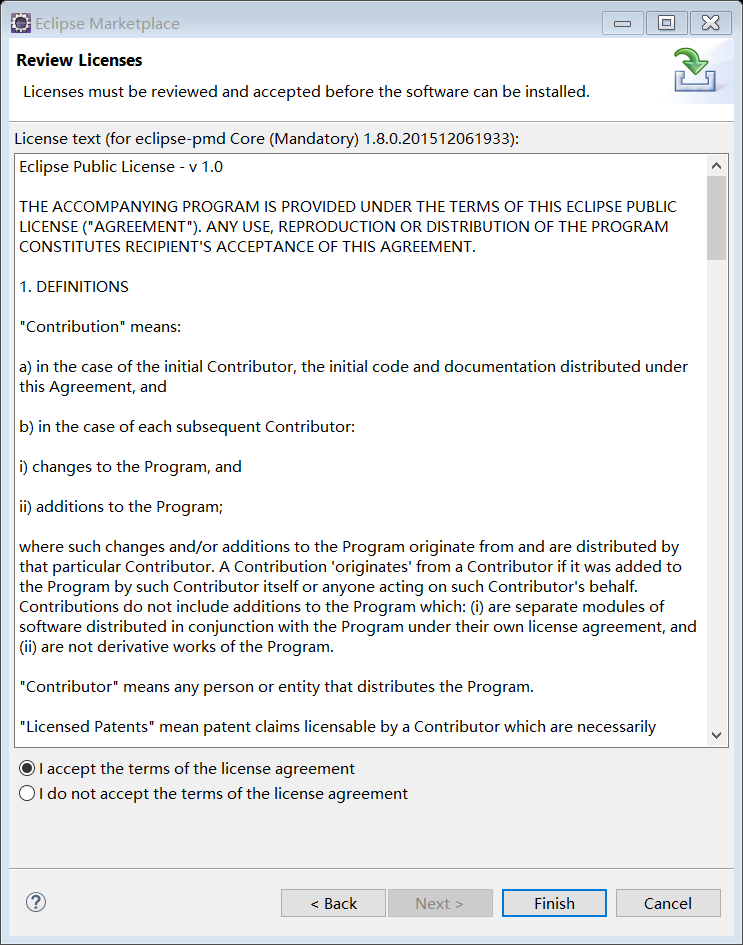 Eclipse Marketplace
Review Licenses
Licenses must be reviewed and accepted before the software can be installed.
License text (for eclipse-pmd Core (Mandatory) 1.8.0.201512061933):
Eclipse Public License - v 1.0
THE ACCOMPANYING PROGRAM IS PROVIDED UNDER THE TERMS OF THIS ECLIPSE PUBLIC
LICENSE ("AGREEMENT"). ANY USE, REPRODUCTION OR DISTRIBUTION OF THE PROGRAM
CONSTITUTES RECIPIENT'S ACCEPTANCE OF THIS AGREEMENT.
1. DEFINITIONS
"Contribution" means:
a) in the case of the initial Contributor, the initial code and documentation distributed under
this Agreement, and
b) in the case of each subsequent Contributor:
i) changes to the Program, and
ii) additions to the Program;
where such changes and/or additions to the Program originate from and are distributed by
that particular Contributor. A Contribution 'originates' from a Contributor if it was added to
the Program by such Contributor itself or anyone acting on such Contributor's behalf.
Contributions do not include additions to the Program which: (i) are separate modules of
software distributed in conjunction with the Program under their own license agreement, and
(ii) are not derivative works of the Program.
"Contributor" means any person or entity that distributes the Program.
"Licensed Patents" mean patent claims licensable by a Contributor which are necessarily
I accept the terms of the license agreement
I do not accept the terms of the license agreement
?
< Back
Next >
Finish
Cancel